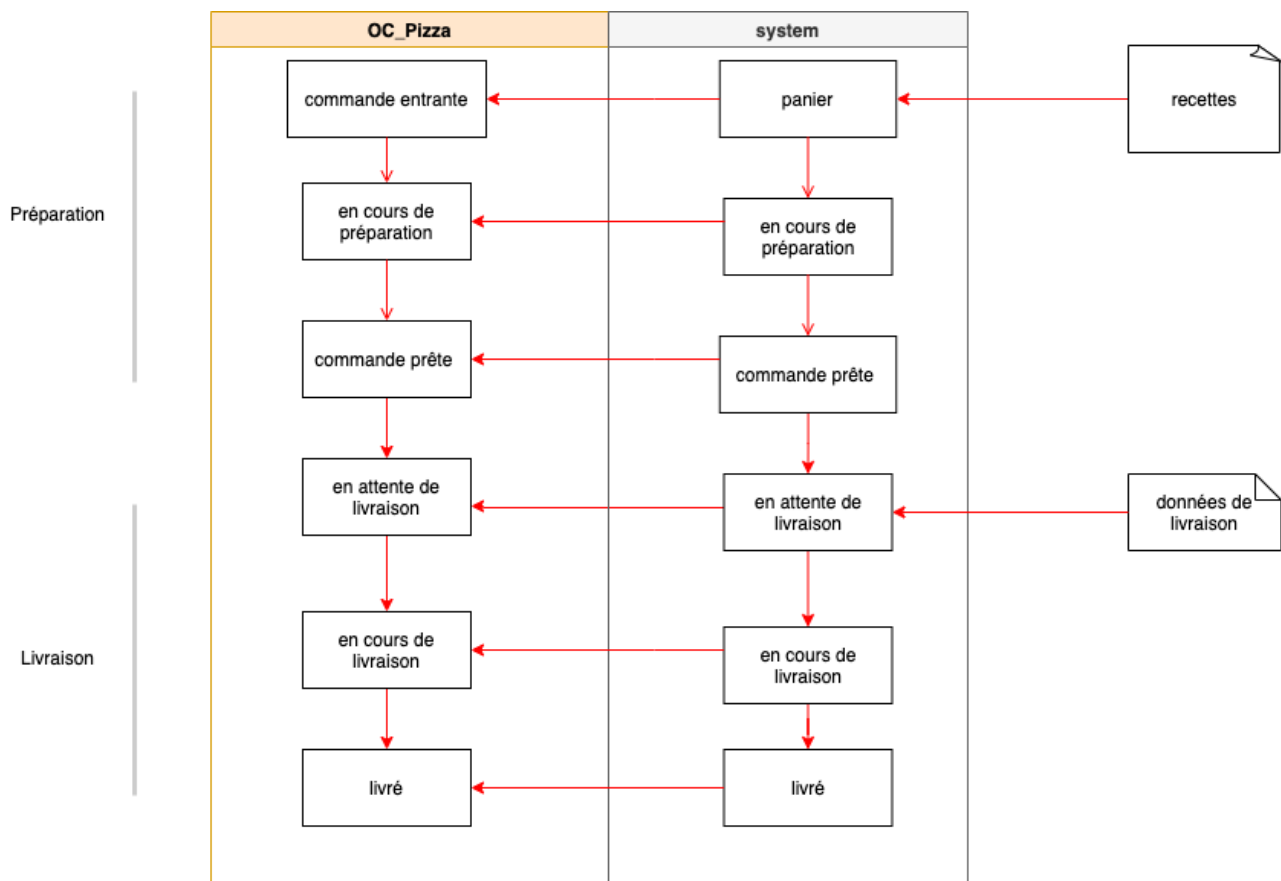 OC_Pizza
system
commande entrante
panier
recettes
Préparation
en cours de
préparation
en cours de
préparation
commande prête
commande prête
en attente de
livraison
en attente de
livraison
données de
livraison
Livraison
en cours de
livraison
en cours de
livraison
livré
livré